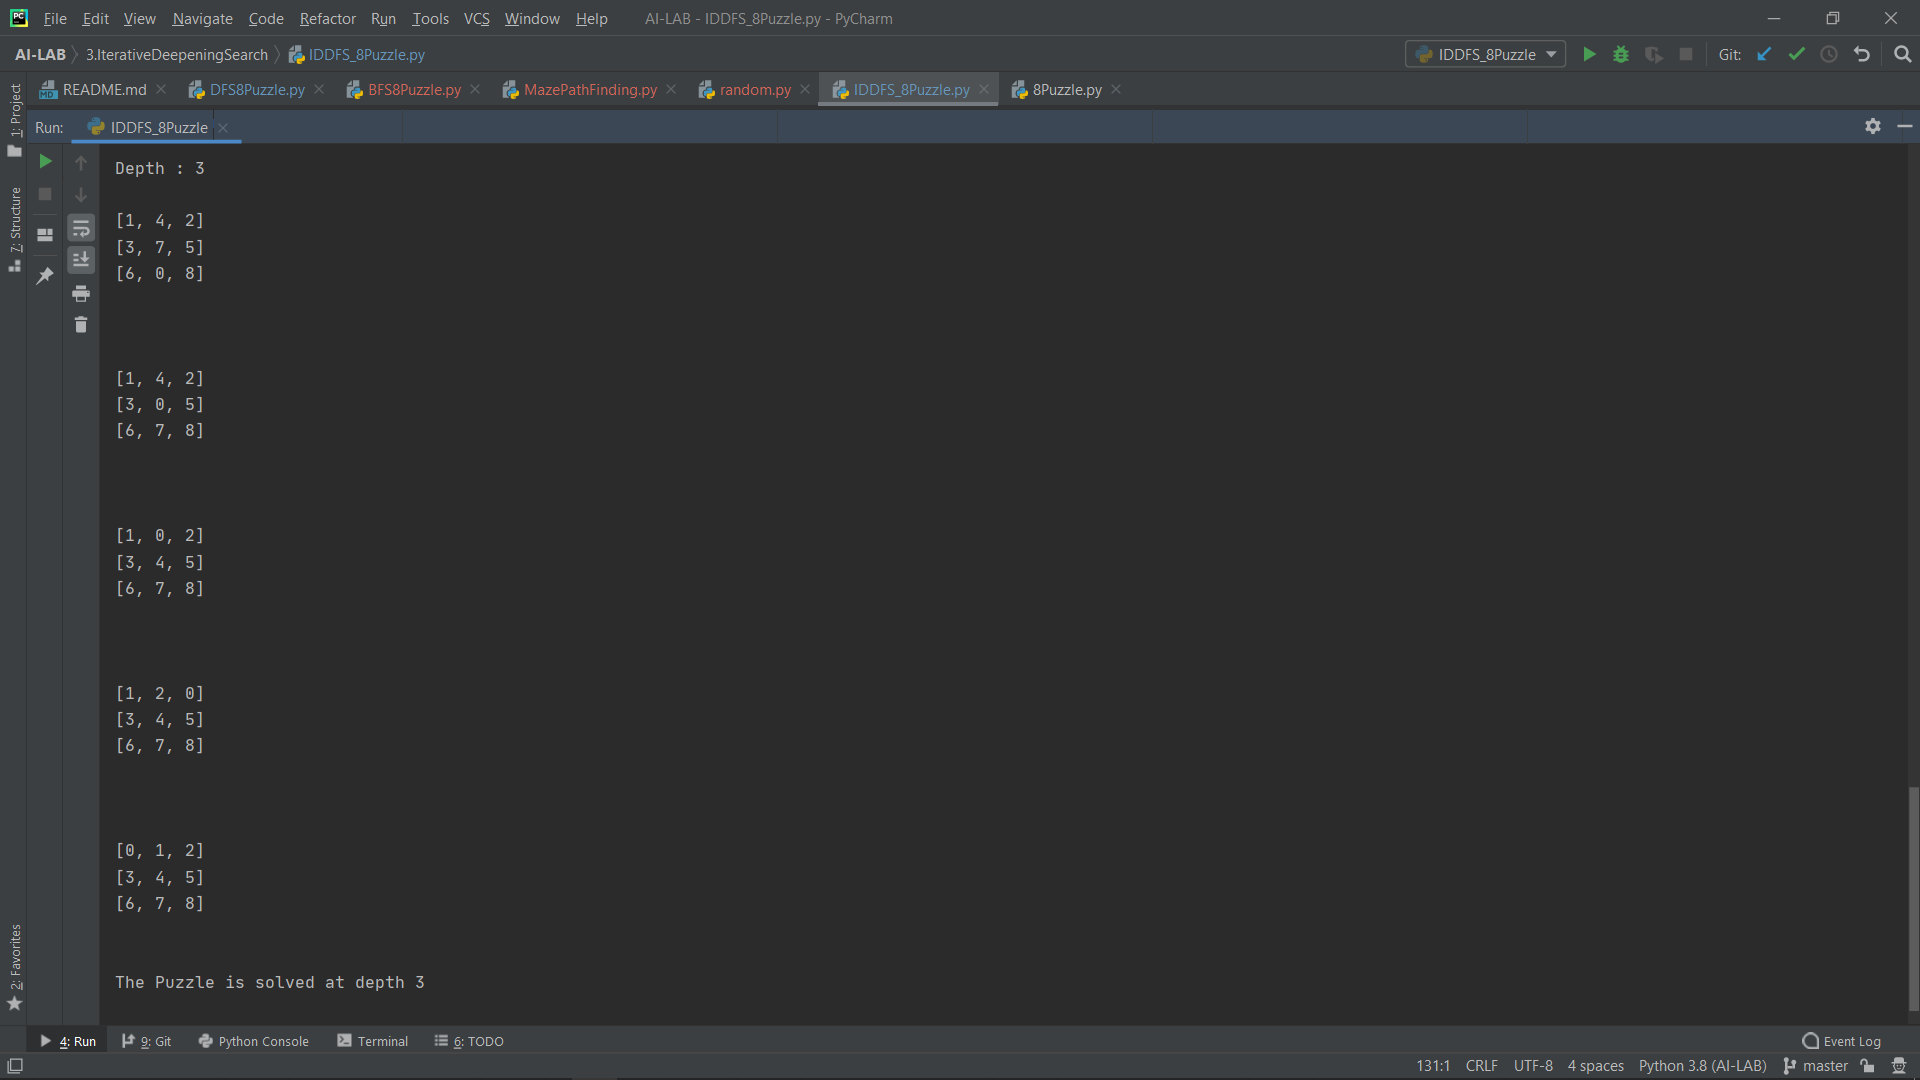 File Edit View Navigate Code Refactor Run Tools VCS Window Help AI-LAB - IDDFS_8Puzzle.py - PyCharm
AI-LAB 3.IterativeDeepeningSearch IDDFS_8Puzzle.py IDDFS_8Puzzle Git:
README.md DFS8Puzzle.py BFS8Puzzle.py MazePathFinding.py random.py IDDFS_8Puzzle.py 8Puzzle.py
Run: IDDFS_8Puzzle
1: Project
7: Structure
2: Favorites
Depth : 3
[1, 4, 2]
[3, 7, 5]
[6, 0, 8]
[1, 4, 2]
[3, 0, 5]
[6, 7, 8]
[1, 0, 2]
[3, 4, 5]
[6, 7, 8]
[1, 2, 0]
[3, 4, 5]
[6, 7, 8]
[0, 1, 2]
[3, 4, 5]
[6, 7, 8]
The Puzzle is solved at depth 3
4: Run 9: Git Python Console Terminal 6: TODO Event Log
131:1 CRLF UTF-8 4 spaces Python 3.8 (AI-LAB) master